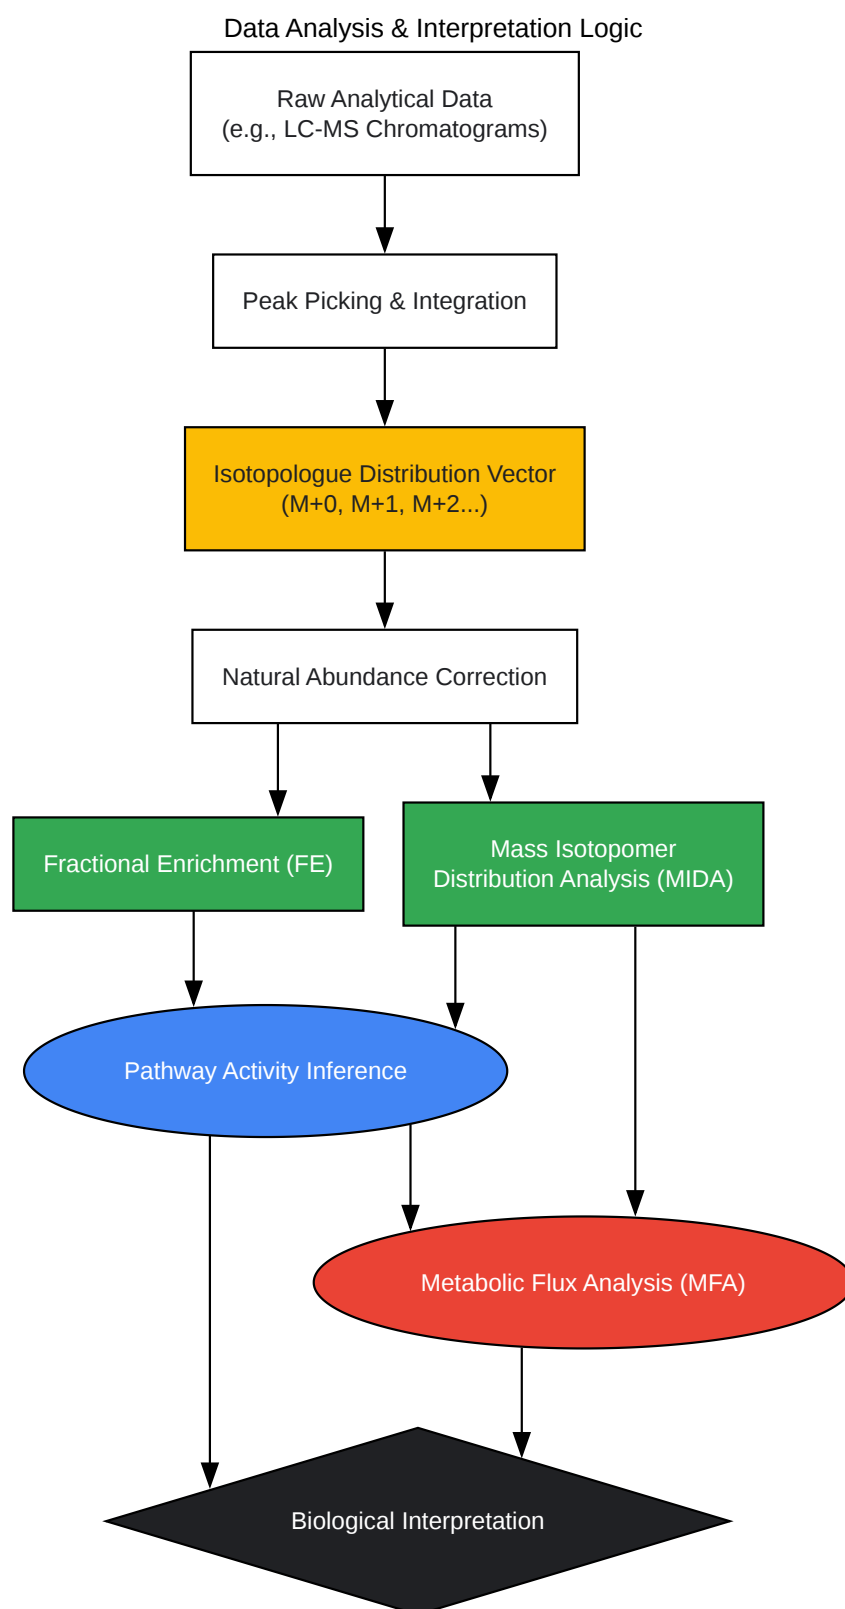 Data Analysis & Interpretation Logic
Raw Analytical Data
(e.g., LC-MS Chromatograms)
Peak Picking & Integration
Isotopologue Distribution Vector
(M+0, M+1, M+2...)
Natural Abundance Correction
Fractional Enrichment (FE)
Mass Isotopomer
Distribution Analysis (MIDA)
Pathway Activity Inference
Metabolic Flux Analysis (MFA)
Biological Interpretation